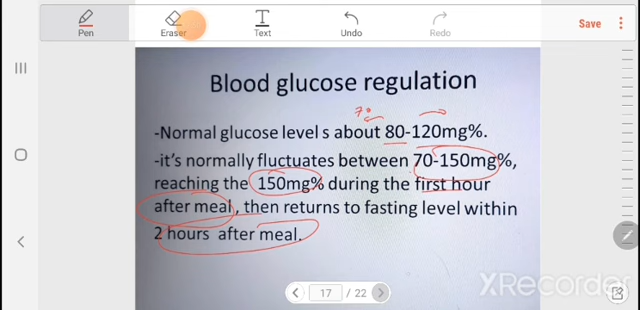 Pen
Eraser
Text
Undo
Redo
Save
Blood glucose regulation
70
-Normal glucose level s about 80-120mg%.
-it's normally fluctuates between 70-150mg%,
reaching the 150mg% during the first hour
after meal, then returns to fasting level within
2 hours after meal.
17 / 22
XRecorder